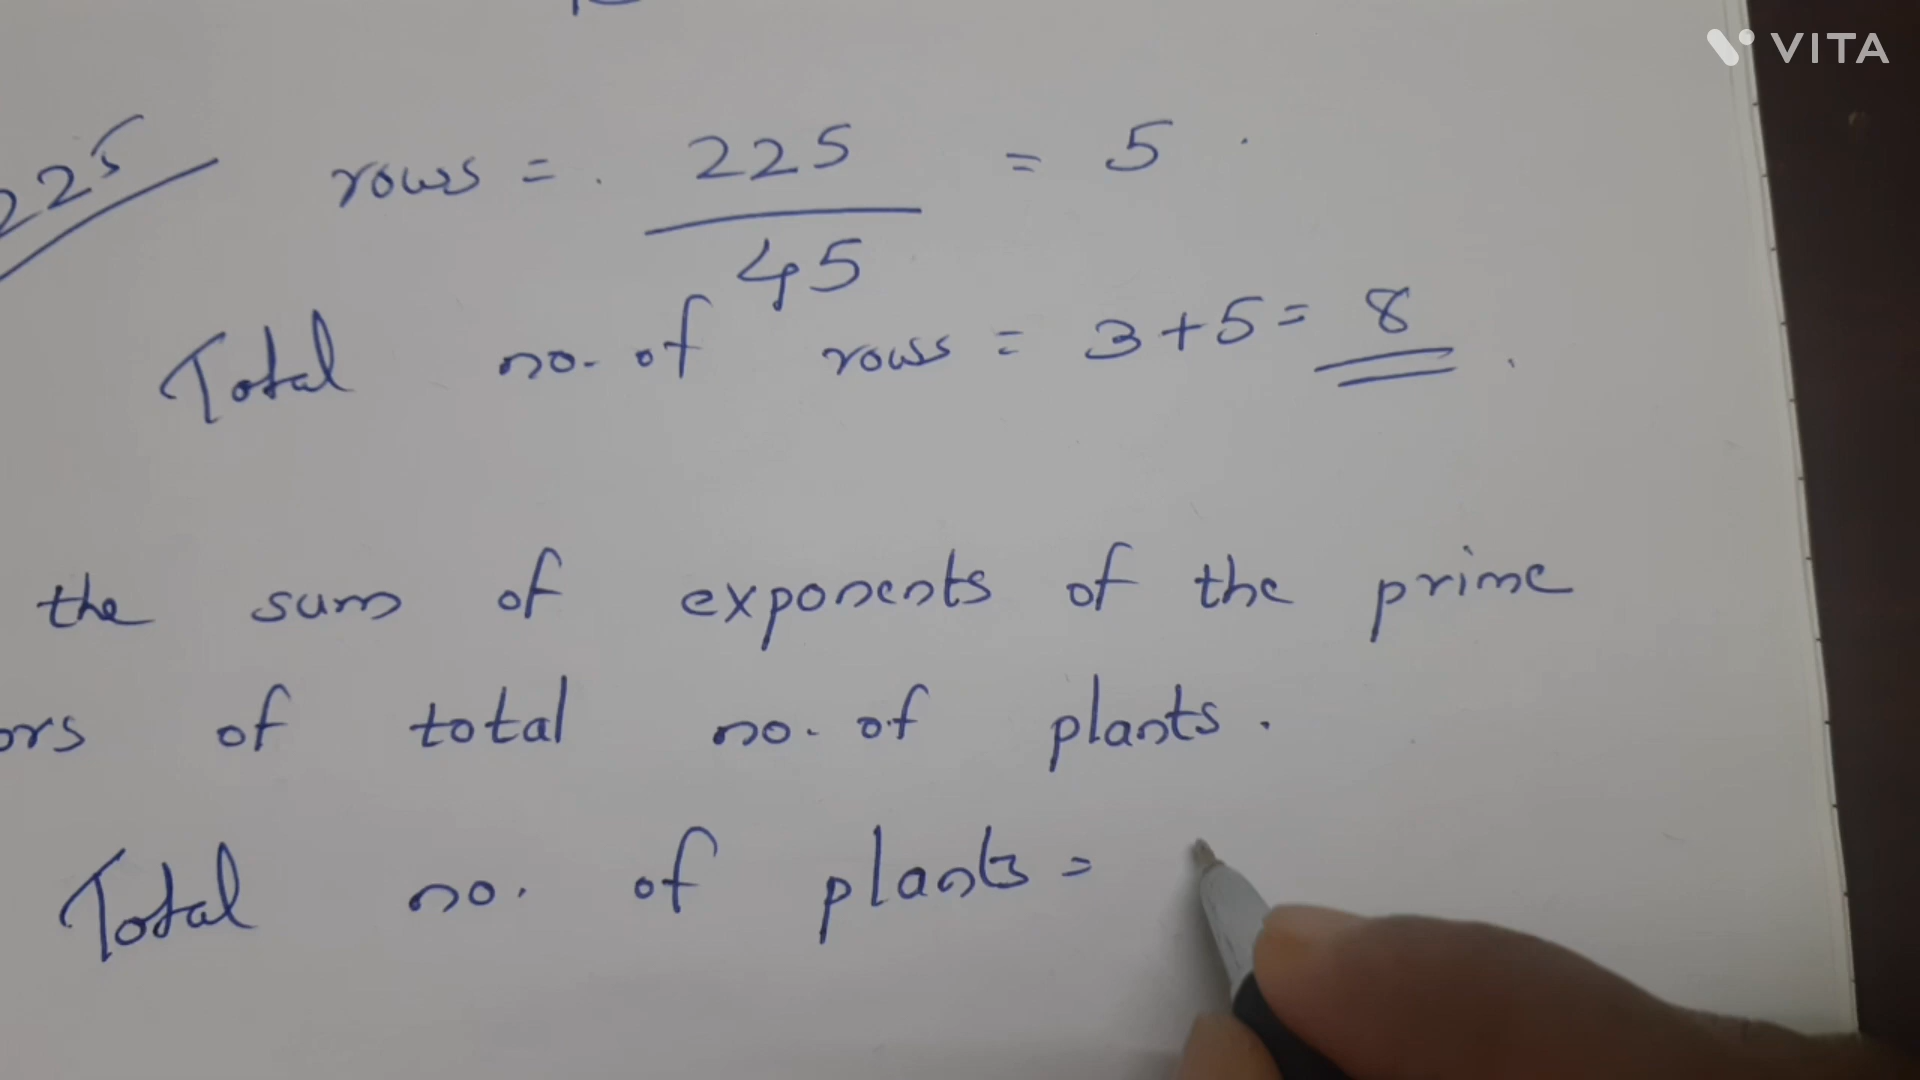 VITA
225 rows = . 225 = 5 .
45
Total no. of rows = 3 + 5 = 8 .
the sum of exponents of the prime
ors of total no. of plants .
Total no. of plants =